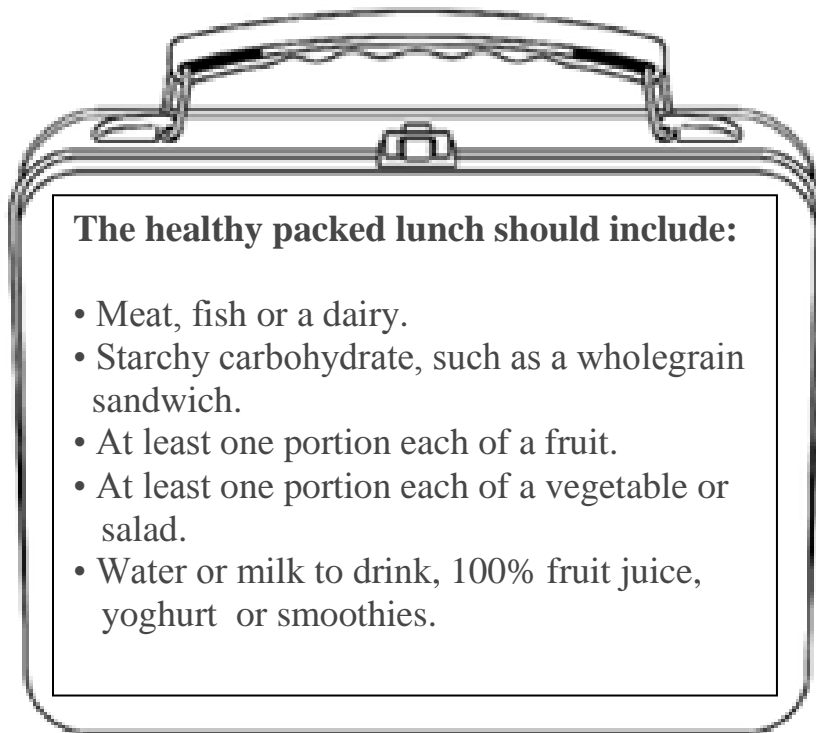 The healthy packed lunch should include:
• Meat, fish or a dairy.
• Starchy carbohydrate, such as a wholegrain
sandwich.
• At least one portion each of a fruit.
• At least one portion each of a vegetable or
salad.
• Water or milk to drink, 100% fruit juice,
yoghurt  or smoothies.